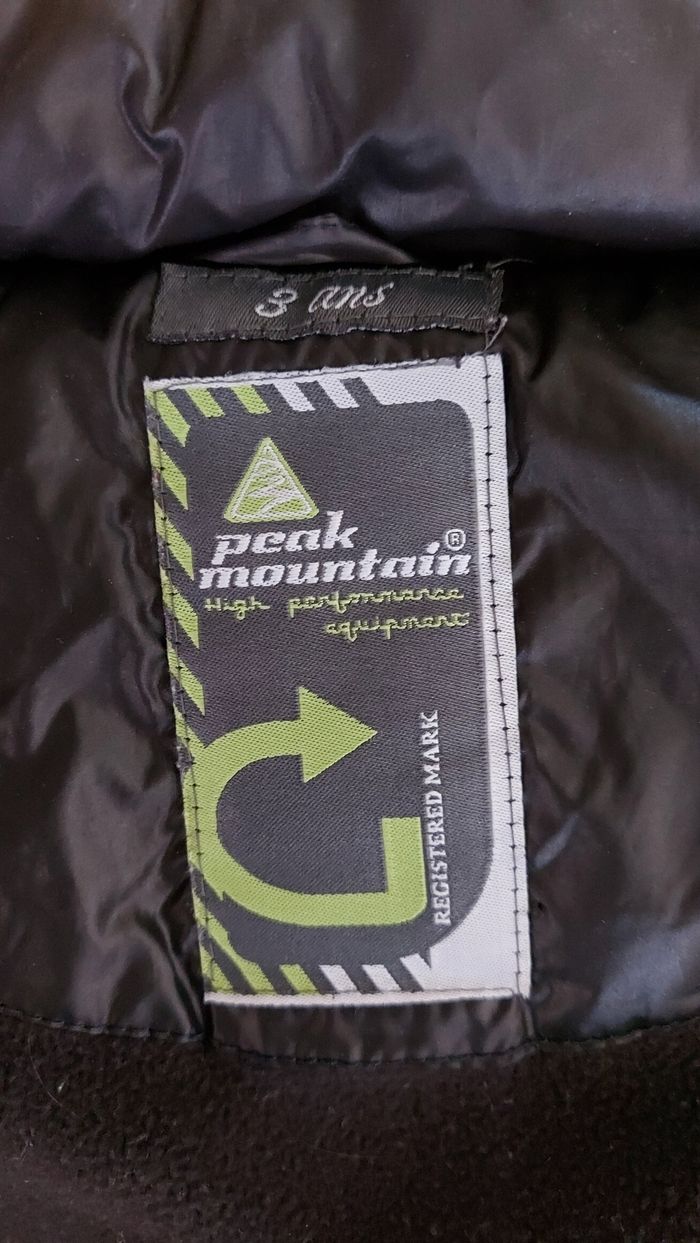 3 ans
peak
mountain®
High performance
equipment
REGISTERED MARK